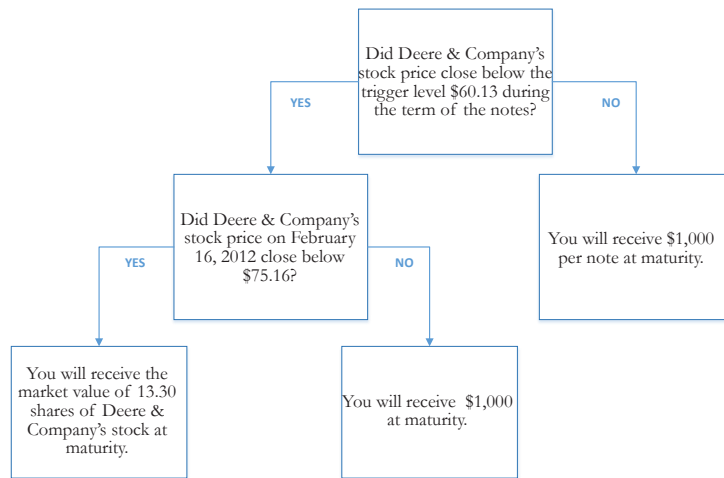 Did Deere & Company's
stock price close below the
trigger level $60.13 during
the term of the notes?
YES
NO
Did Deere & Company's
stock price on February
16, 2012 close below
$75.16?
You will receive $1,000
per note at maturity.
YES
NO
You will receive the
market value of 13.30
shares of Deere &
Company's stock at
maturity.
You will receive $1,000
at maturity.